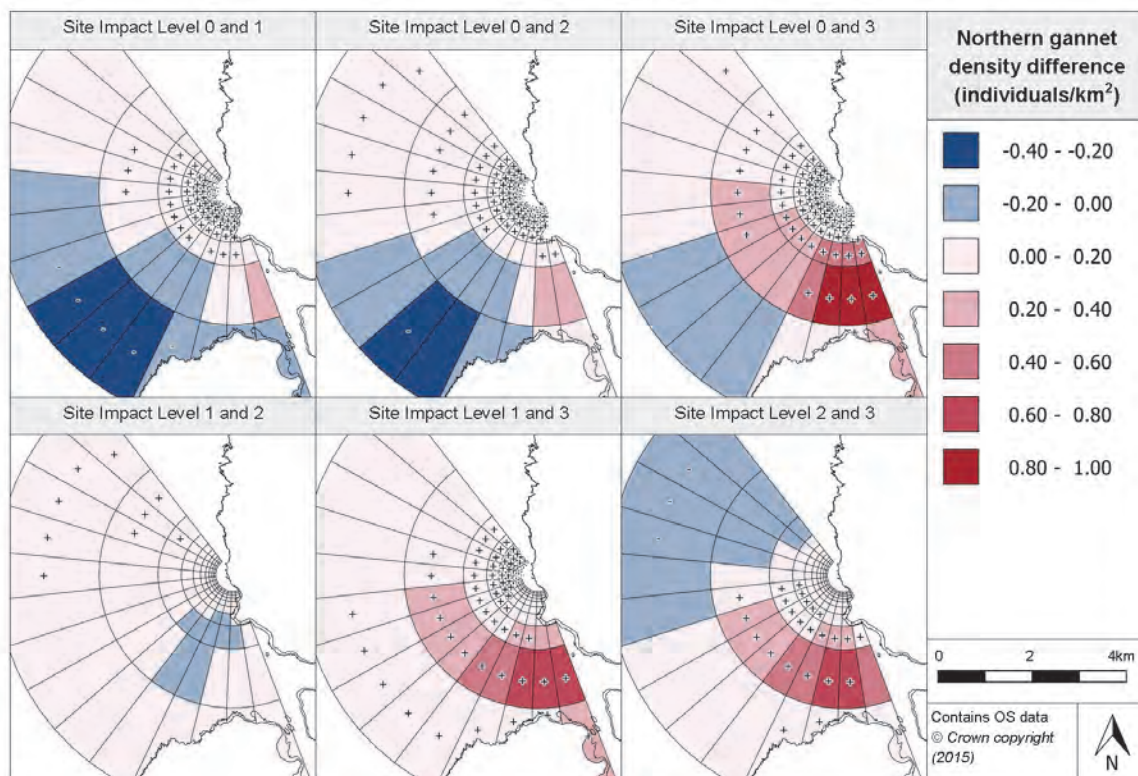 Site Impact Level 0 and 1
Site Impact Level 0 and 2
Site Impact Level 0 and 3
Site Impact Level 1 and 2
Site Impact Level 1 and 3
Site Impact Level 2 and 3
Northern gannet
density difference
(individuals/km²)
-0.40 - -0.20
-0.20 - 0.00
0.00 - 0.20
0.20 - 0.40
0.40 - 0.60
0.60 - 0.80
0.80 - 1.00
0 2 4km
Contains OS data
© Crown copyright
(2015)
N